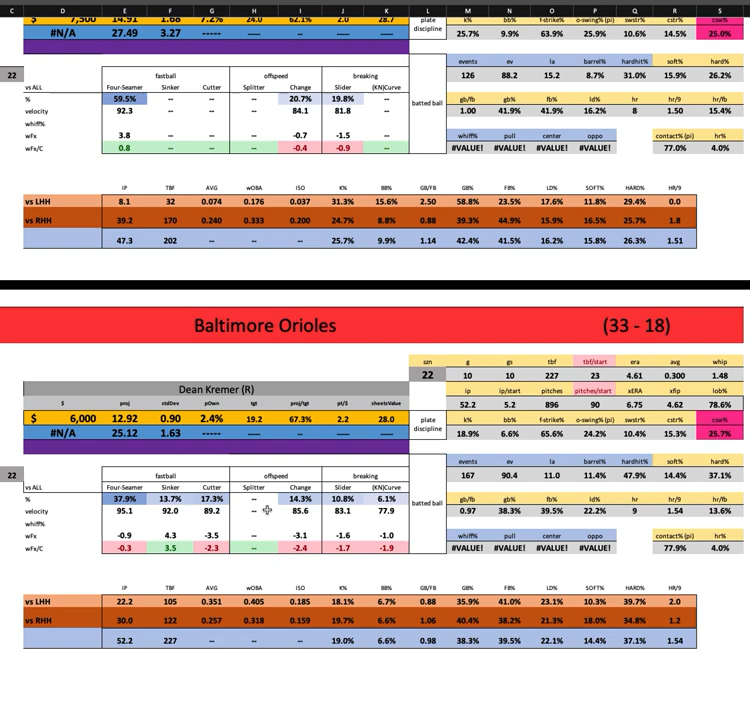 C D E F G H I J K L M N O P Q R S
$ 7,500 14.91 1.68 7.2% 24.0 62.1% 2.0 28.7 plate k% bb% f-strike% o-swing% (pi) swstr% cstr% csw%
#N/A 27.49 3.27 ----- ---- ---- ---- ---- discipline 25.7% 9.9% 63.9% 25.9% 10.6% 14.5% 25.0%
events ev la barrel% hardhit% soft% hard%
22 fastball offspeed breaking 126 88.2 15.2 8.7% 31.0% 15.9% 26.2%
vs ALL Four-Seamer Sinker Cutter Splitter Change Slider (KN)Curve
% 59.5% -- -- -- 20.7% 19.8% -- batted ball gb/fb gb% fb% ld% hr hr/9 hr/fb
velocity 92.3 -- -- -- 84.1 81.8 -- 1.00 41.9% 41.9% 16.2% 8 1.50 15.4%
whiff%
wFx 3.8 -- -- -- -0.7 -1.5 -- whiff% pull center oppo contact% (pi) hr%
wFx/C 0.8 -- -- -- -0.4 -0.9 -- #VALUE! #VALUE! #VALUE! #VALUE! 77.0% 4.0%
IP TBF AVG wOBA ISO K% BB% GB/FB GB% FB% LD% SOFT% HARD% HR/9
vs LHH 8.1 32 0.074 0.176 0.037 31.3% 15.6% 2.50 58.8% 23.5% 17.6% 11.8% 29.4% 0.0
vs RHH 39.2 170 0.240 0.333 0.200 24.7% 8.8% 0.88 39.3% 44.9% 15.9% 16.5% 25.7% 1.8
47.3 202 -- -- -- 25.7% 9.9% 1.14 42.4% 41.5% 16.2% 15.8% 26.3% 1.51
Baltimore Orioles (33 - 18)
szn g gs tbf tbf/start era avg whip
22 10 10 227 23 4.61 0.300 1.48
Dean Kremer (R) ip ip/start pitches pitches/start xERA xfip lob%
$ proj stdDev pOwn tgt proj/tgt pt/$ sheetsValue 52.2 5.2 896 90 6.75 4.62 78.6%
$ 6,000 12.92 0.90 2.4% 19.2 67.3% 2.2 28.0 plate k% bb% f-strike% o-swing% (pi) swstr% cstr% csw%
#N/A 25.12 1.63 ----- ---- ---- ---- ---- discipline 18.9% 6.6% 65.6% 24.2% 10.4% 15.3% 25.7%
events ev la barrel% hardhit% soft% hard%
22 fastball offspeed breaking 167 90.4 11.0 11.4% 47.9% 14.4% 37.1%
vs ALL Four-Seamer Sinker Cutter Splitter Change Slider (KN)Curve
% 37.9% 13.7% 17.3% -- 14.3% 10.8% 6.1% batted ball gb/fb gb% fb% ld% hr hr/9 hr/fb
velocity 95.1 92.0 89.2 -- 85.6 83.1 77.9 0.97 38.3% 39.5% 22.2% 9 1.54 13.6%
whiff%
wFx -0.9 4.3 -3.5 -- -3.1 -1.6 -1.0 whiff% pull center oppo contact% (pi) hr%
wFx/C -0.3 3.5 -2.3 -- -2.4 -1.7 -1.9 #VALUE! #VALUE! #VALUE! #VALUE! 77.9% 4.0%
IP TBF AVG wOBA ISO K% BB% GB/FB GB% FB% LD% SOFT% HARD% HR/9
vs LHH 22.2 105 0.351 0.405 0.185 18.1% 6.7% 0.88 35.9% 41.0% 23.1% 10.3% 39.7% 2.0
vs RHH 30.0 122 0.257 0.318 0.159 19.7% 6.6% 1.06 40.4% 38.2% 21.3% 18.0% 34.8% 1.2
52.2 227 -- -- -- 19.0% 6.6% 0.98 38.3% 39.5% 22.1% 14.4% 37.1% 1.54